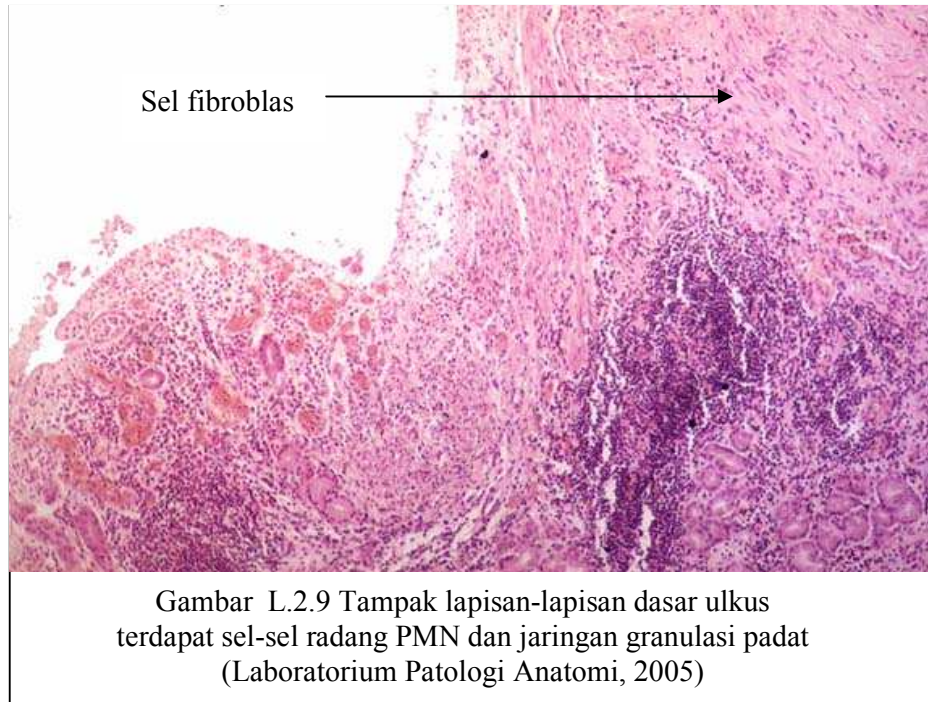 Sel fibroblas
Gambar L.2.9 Tampak lapisan-lapisan dasar ulkus
terdapat sel-sel radang PMN dan jaringan granulasi padat
(Laboratorium Patologi Anatomi, 2005)